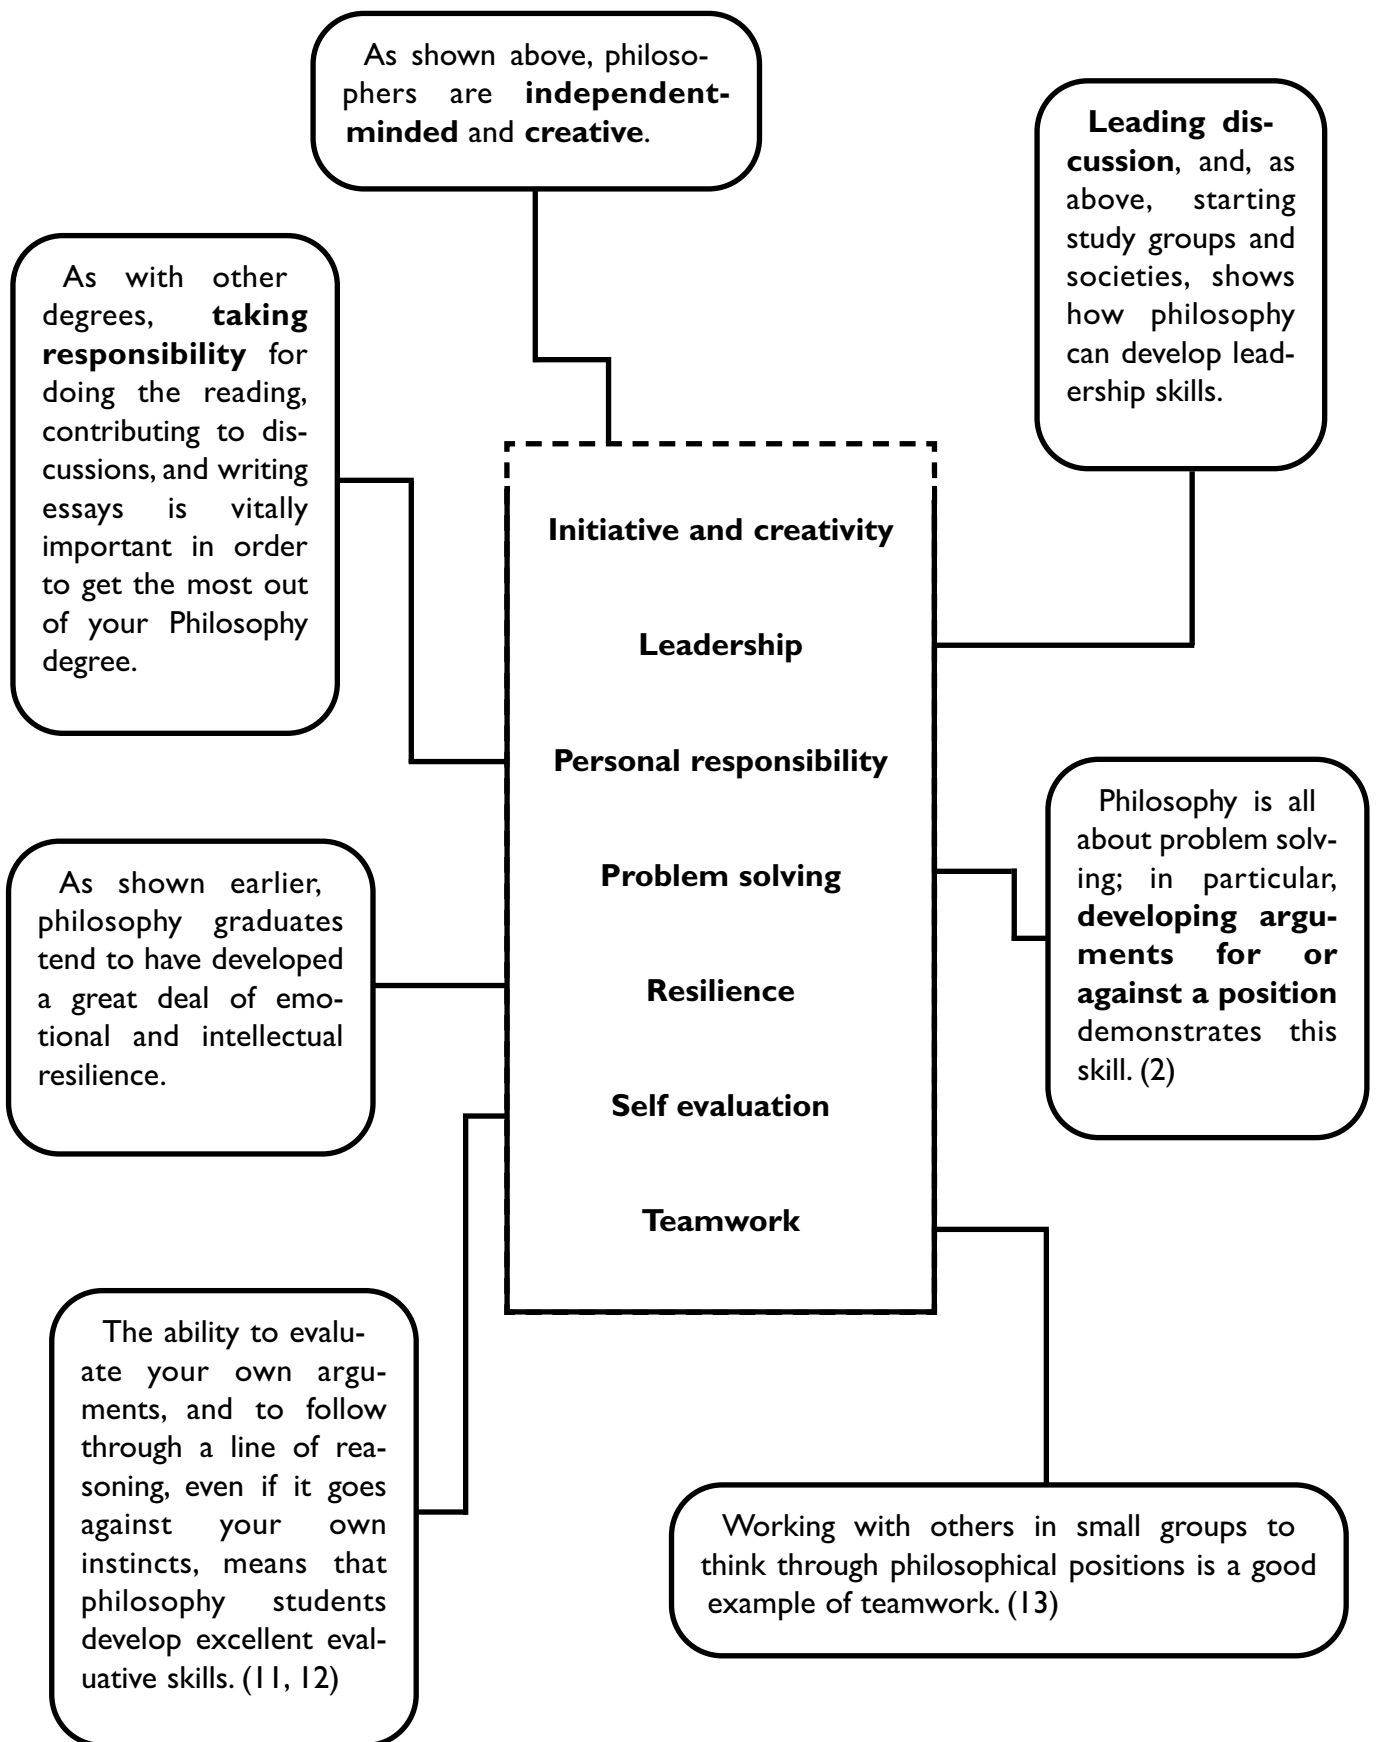 As shown above, philoso-
phers are independent-
minded and creative.
Leading dis-
cussion, and, as
above, starting
study groups and
societies, shows
how philosophy
can develop lead-
ership skills.
As with other
degrees, taking
responsibility for
doing the reading,
contributing to dis-
cussions, and writing
essays is vitally
important in order
to get the most out
of your Philosophy
degree.
Initiative and creativity
Leadership
Personal responsibility
Problem solving
Resilience
Self evaluation
Teamwork
Philosophy is all
about problem solv-
ing; in particular,
developing argu-
ments for or
against a position
demonstrates this
skill. (2)
As shown earlier,
philosophy graduates
tend to have developed
a great deal of emo-
tional and intellectual
resilience.
The ability to evalu-
ate your own argu-
ments, and to follow
through a line of rea-
soning, even if it goes
against your own
instincts, means that
philosophy students
develop excellent eval-
uative skills. (11, 12)
Working with others in small groups to
think through philosophical positions is a good
example of teamwork. (13)